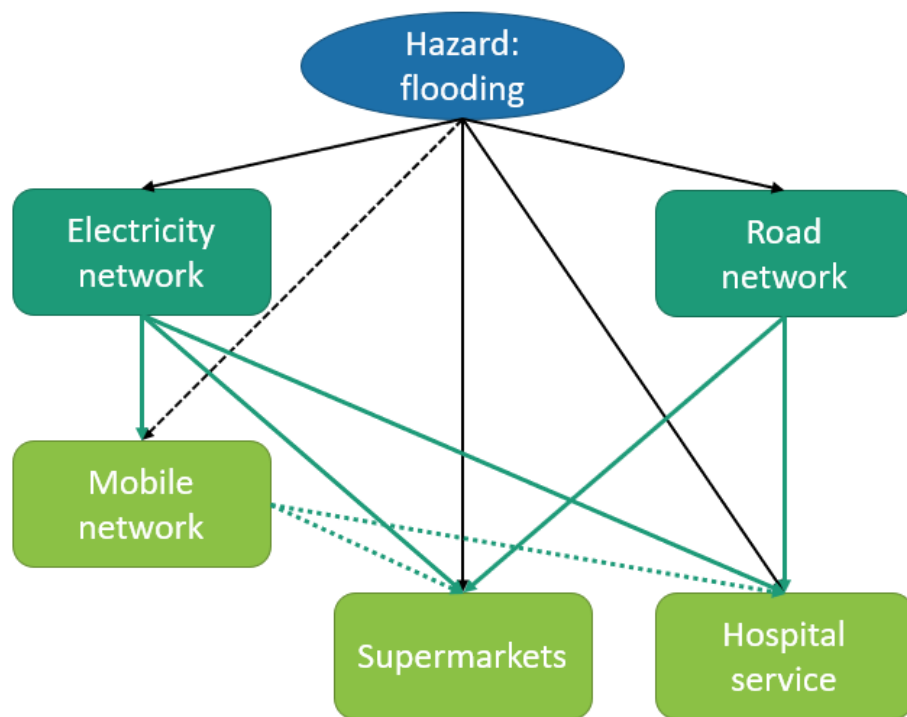 Hazard:
flooding
Electricity
network
Road
network
Mobile
network
Supermarkets
Hospital
service